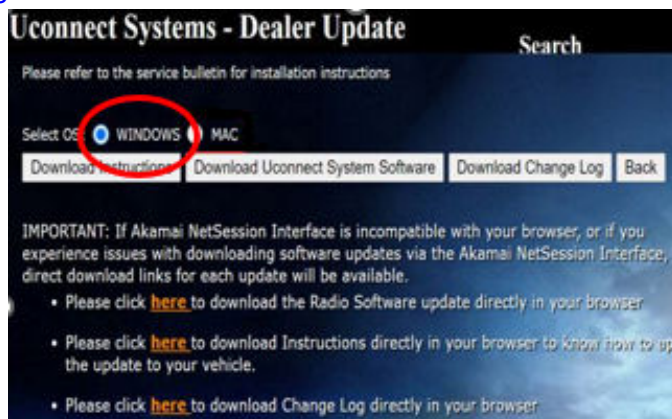 Uconnect Systems - Dealer Update
Search
Please refer to the service bulletin for installation instructions
Select OS: WINDOWS MAC
Download Instructions Download Uconnect System Software Download Change Log Back
IMPORTANT: If Akamai NetSession Interface is incompatible with your browser, or if you
experience issues with downloading software updates via the Akamai NetSession Interface,
direct download links for each update will be available.
• Please click here to download the Radio Software update directly in your browser
• Please click here to download Instructions directly in your browser to know how to up
the update to your vehicle.
• Please click here to download Change Log directly in your browser